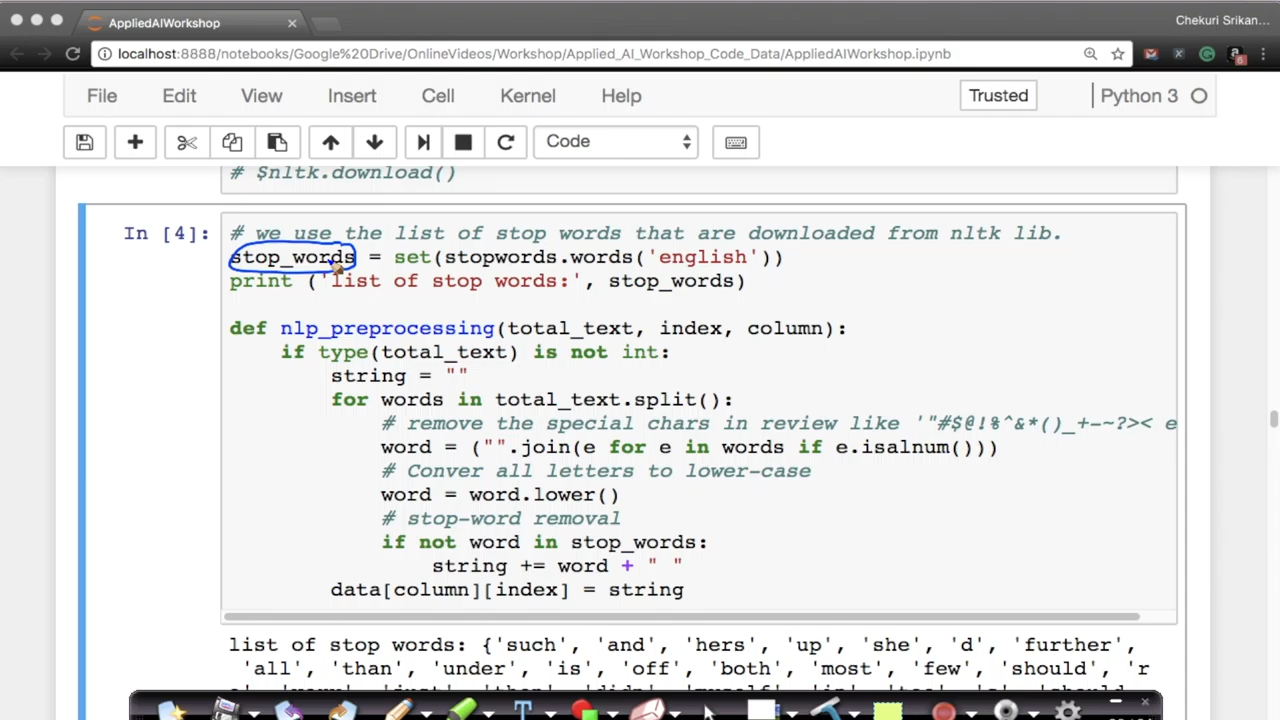 AppliedAIWorkshop
Chekuri Srikan...
localhost:8888/notebooks/Google%20Drive/OnlineVideos/Workshop/Applied_AI_Workshop_Code_Data/AppliedAIWorkshop.ipynb
File Edit View Insert Cell Kernel Help Trusted Python 3
Code
# $nltk.download()
In [4]:
# we use the list of stop words that are downloaded from nltk lib.
stop_words = set(stopwords.words('english'))
print ('list of stop words:', stop_words)
def nlp_preprocessing(total_text, index, column):
if type(total_text) is not int:
string = ""
for words in total_text.split():
# remove the special chars in review like '"#$@!%^&*()_+-~?>< e
word = ("".join(e for e in words if e.isalnum()))
# Conver all letters to lower-case
word = word.lower()
# stop-word removal
if not word in stop_words:
string += word + " "
data[column][index] = string
list of stop words: {'such', 'and', 'hers', 'up', 'she', 'd', 'further',
'all', 'than', 'under', 'is', 'off', 'both', 'most', 'few', 'should', 'r